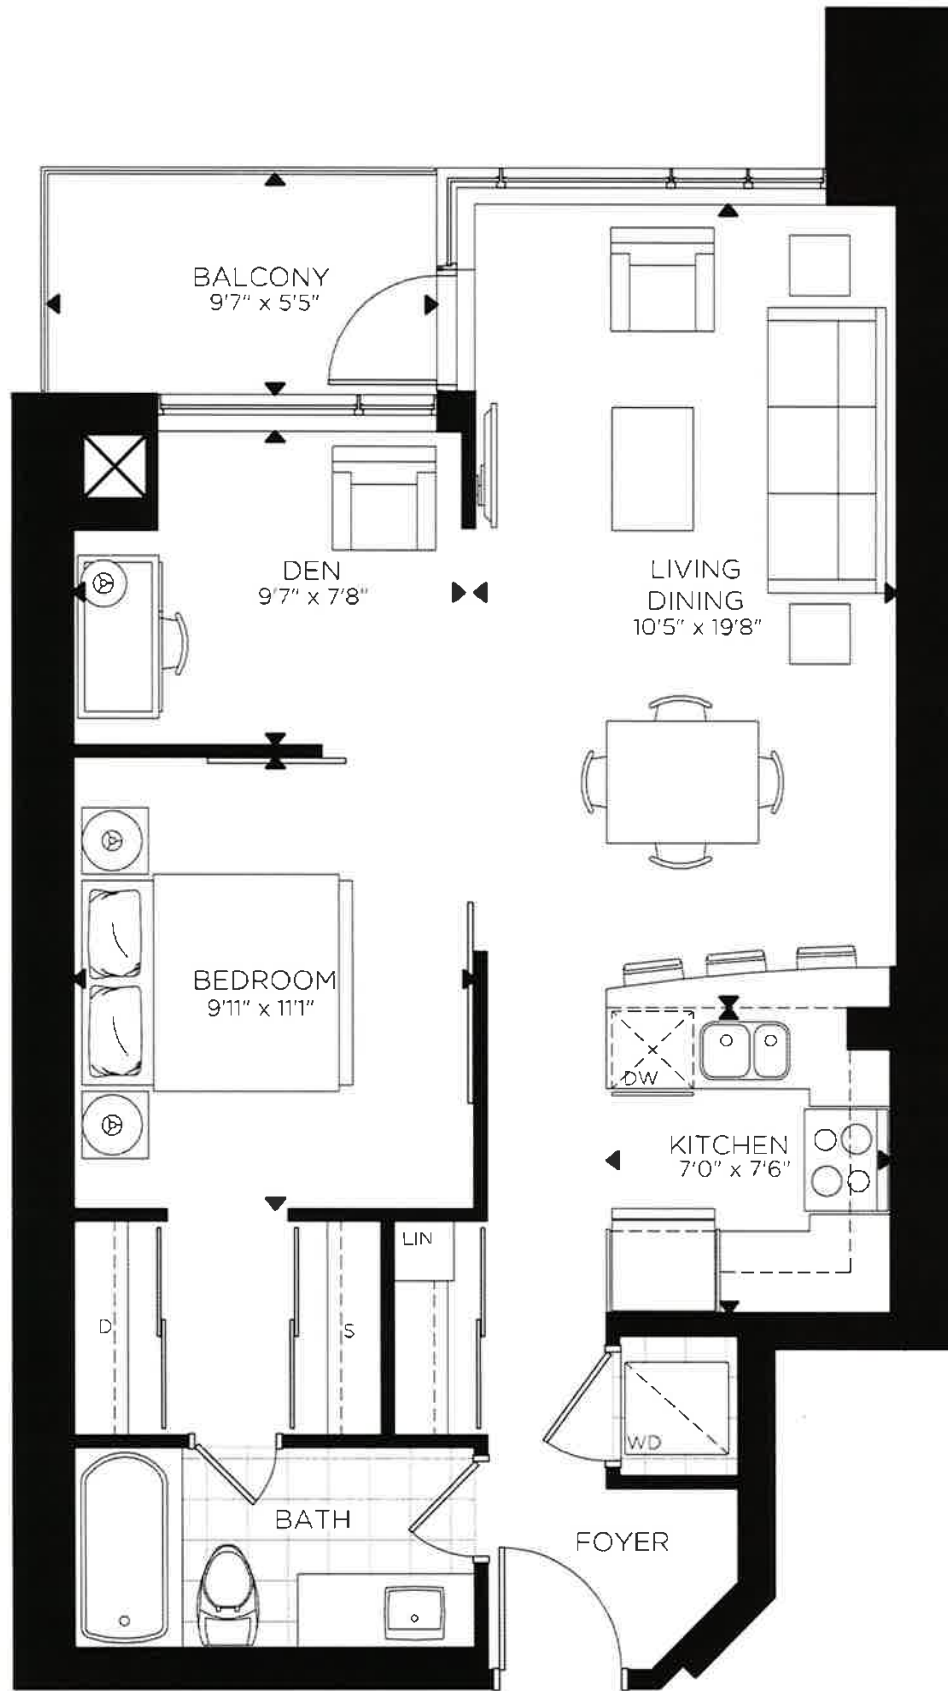 BALCONY
9'7" x 5'5"
DEN
9'7" x 7'8"
LIVING
DINING
10'5" x 19'8"
BEDROOM
9'11" x 11'1"
DW
KITCHEN
7'0" x 7'6"
LIN
D
S
WD
BATH
FOYER